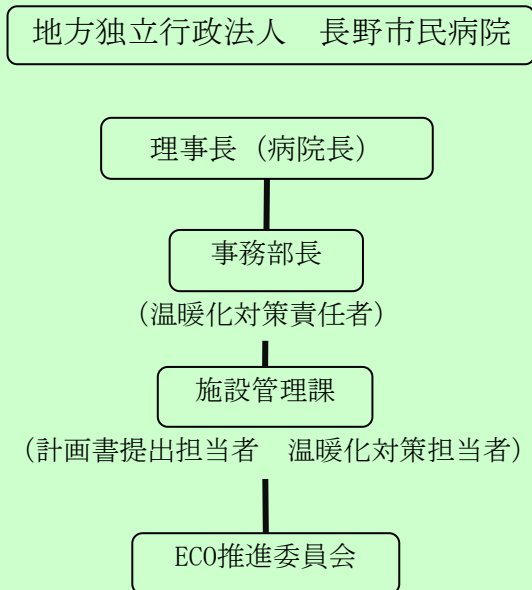 地方独立行政法人　長野市民病院
理事長（病院長）
事務部長
（温暖化対策責任者）
施設管理課
（計画書提出担当者　温暖化対策担当者）
ECO推進委員会